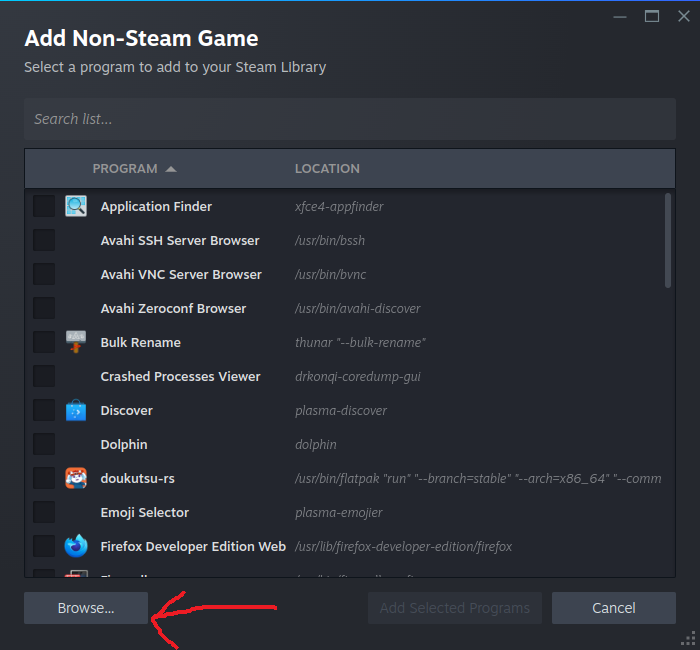 Add Non-Steam Game
Select a program to add to your Steam Library
Search list...
PROGRAM LOCATION
Application Finder xfce4-appfinder
Avahi SSH Server Browser /usr/bin/bssh
Avahi VNC Server Browser /usr/bin/bvnc
Avahi Zeroconf Browser /usr/bin/avahi-discover
Bulk Rename thunar "--bulk-rename"
Crashed Processes Viewer drkonqi-coredump-gui
Discover plasma-discover
Dolphin dolphin
doukutsu-rs /usr/bin/flatpak "run" "--branch=stable" "--arch=x86_64" "--comm
Emoji Selector plasma-emojier
Firefox Developer Edition Web /usr/lib/firefox-developer-edition/firefox
Browse... Add Selected Programs Cancel